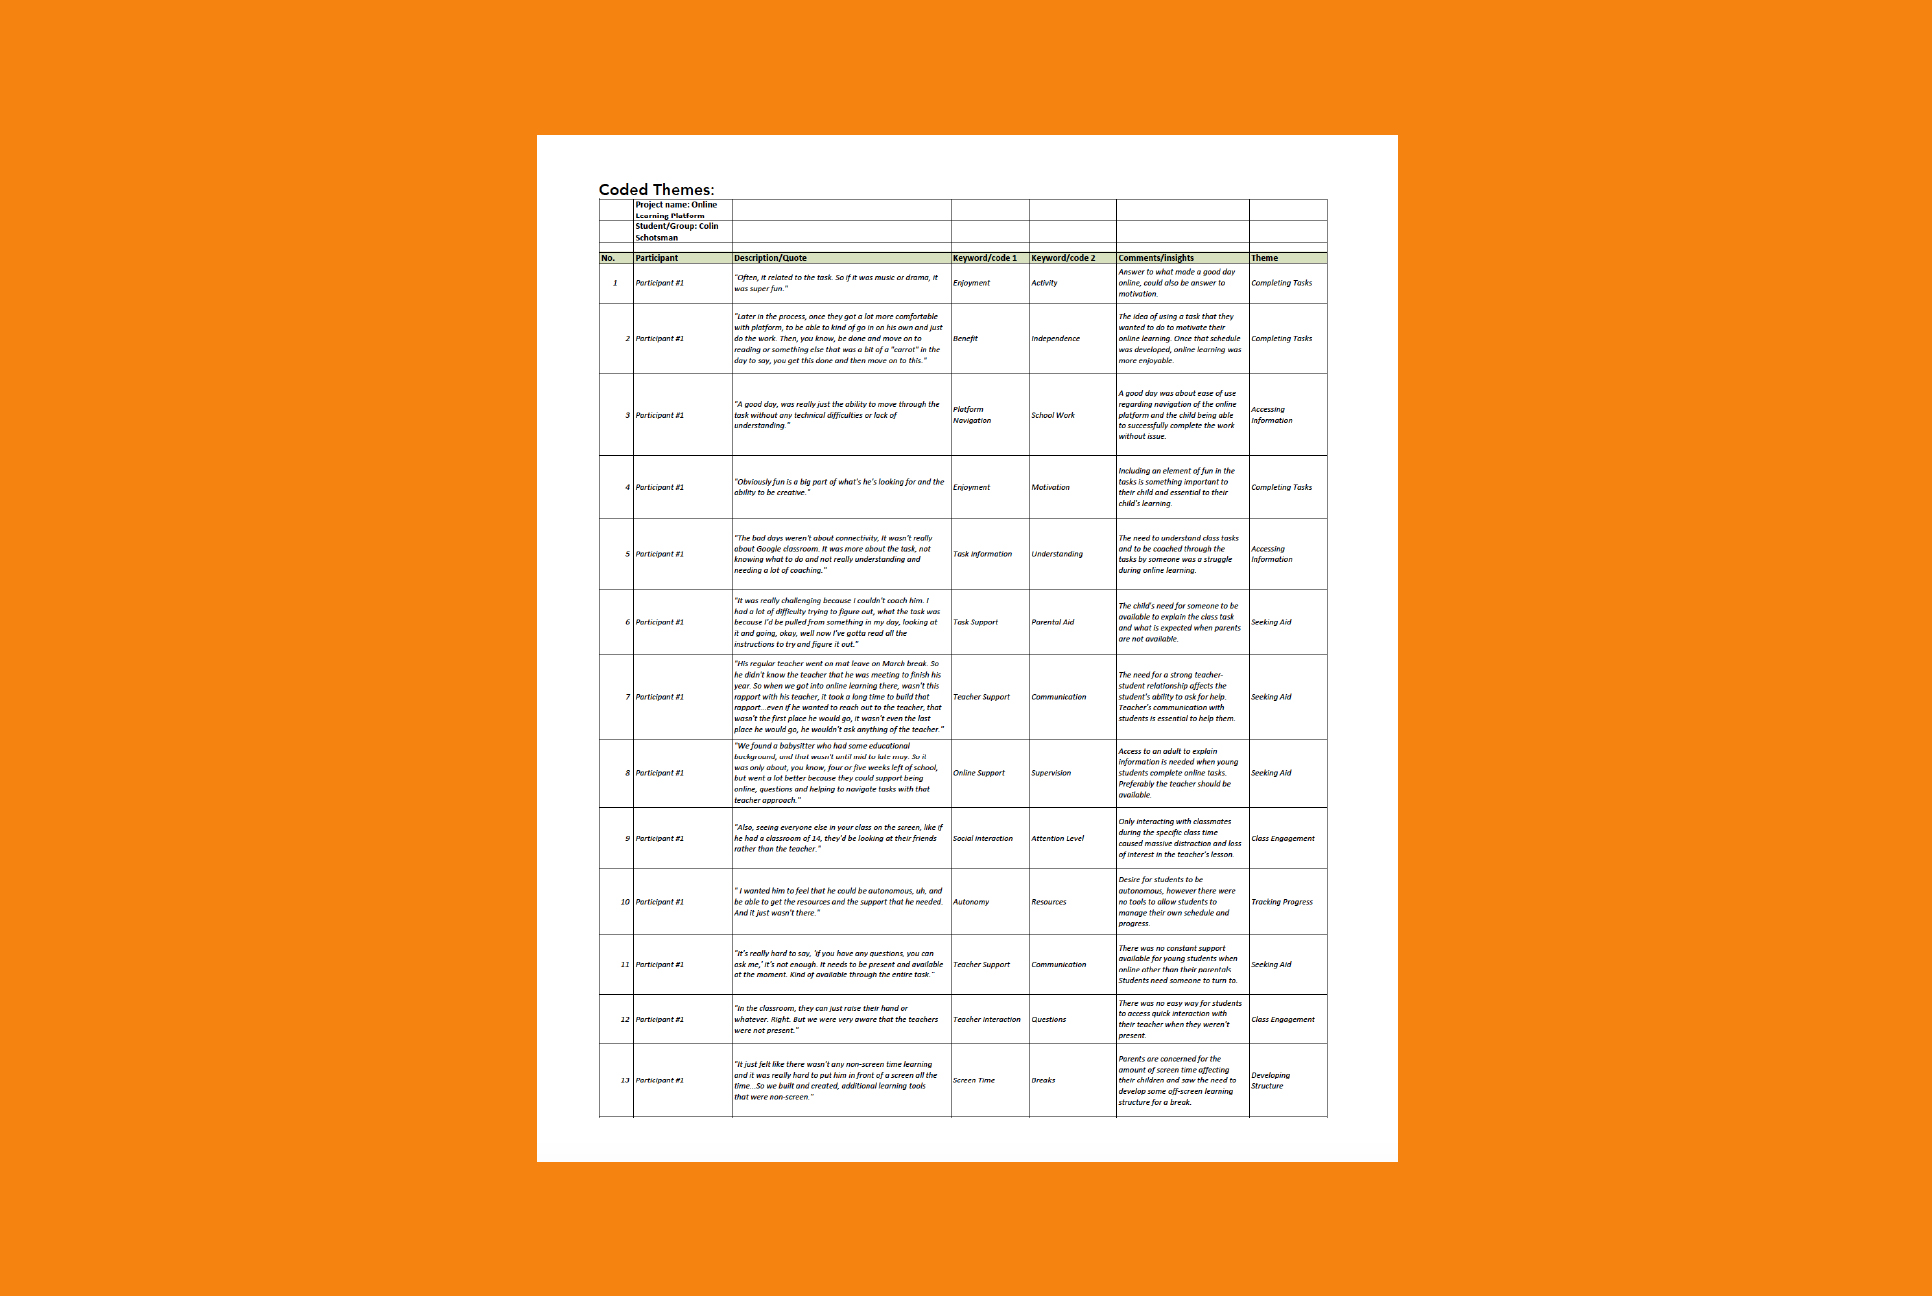 Coded Themes:
Project name: Online
Learning Platform
Student/Group: Colin
Schotsman
No. Participant Description/Quote Keyword/code 1 Keyword/code 2 Comments/insights Theme
1 Participant #1
"Often, it related to the task. So if it was music or drama, it
was super fun."
Enjoyment
Activity
Answer to what made a good day
online, could also be answer to
motivation.
Completing Tasks
2 Participant #1
"Later in the process, once they got a lot more comfortable
with platform, to be able to kind of go in on his own and just
do the work. Then, you know, be done and move on to
reading or something else that was a bit of a "carrot" in the
day to say, you get this done and then move on to this."
Benefit
Independence
The idea of using a task that they
wanted to do to motivate their
online learning. Once that schedule
was developed, online learning was
more enjoyable.
Completing Tasks
3 Participant #1
"A good day, was really just the ability to move through the
task without any technical difficulties or lack of
understanding."
Platform
Navigation
School Work
A good day was about ease of use
regarding navigation of the online
platform and the child being able
to successfully complete the work
without issue.
Accessing
Information
4 Participant #1
"Obviously fun is a big part of what's he's looking for and the
ability to be creative."
Enjoyment
Motivation
Including an element of fun in the
tasks is something important to
their child and essential to their
child's learning.
Completing Tasks
5 Participant #1
"The bad days weren't about connectivity, It wasn't really
about Google classroom. It was more about the task, not
knowing what to do and not really understanding and
needing a lot of coaching."
Task Information
Understanding
The need to understand class tasks
and to be coached through the
tasks by someone was a struggle
during online learning.
Accessing
Information
6 Participant #1
"It was really challenging because I couldn't coach him. I
had a lot of difficulty trying to figure out, what the task was
because I'd be pulled from something in my day, looking at
it and going, okay, well now I've gotta read all the
instructions to try and figure it out."
Task Support
Parental Aid
The child's need for someone to be
available to explain the class task
and what is expected when parents
are not available.
Seeking Aid
7 Participant #1
"His regular teacher went on mat leave on March break. So
he didn't know the teacher that he was meeting to finish his
year. So when we got into online learning there, wasn't this
rapport with his teacher, it took a long time to build that
rapport...even if he wanted to reach out to the teacher, that
wasn't the first place he would go, it wasn't even the last
place he would go, he wouldn't ask anything of the teacher."
Teacher Support
Communication
The need for a strong teacher-
student relationship affects the
student's ability to ask for help.
Teacher's communication with
students is essential to help them.
Seeking Aid
8 Participant #1
"We found a babysitter who had some educational
background, and that wasn't until mid to late may. So it
was only about, you know, four or five weeks left of school,
but went a lot better because they could support being
online, questions and helping to navigate tasks with that
teacher approach."
Online Support
Supervision
Access to an adult to explain
information is needed when young
students complete online tasks.
Preferably the teacher should be
available.
Seeking Aid
9 Participant #1
"Also, seeing everyone else in your class on the screen, like if
he had a classroom of 14, they'd be looking at their friends
rather than the teacher."
Social Interaction
Attention Level
Only interacting with classmates
during the specific class time
caused massive distraction and loss
of interest in the teacher's lesson.
Class Engagement
10 Participant #1
" I wanted him to feel that he could be autonomous, uh, and
be able to get the resources and the support that he needed.
And it just wasn't there."
Autonomy
Resources
Desire for students to be
autonomous, however there were
no tools to allow students to
manage their own schedule and
progress.
Tracking Progress
11 Participant #1
"It's really hard to say, 'if you have any questions, you can
ask me,' it's not enough. It needs to be present and available
at the moment. Kind of available through the entire task."
Teacher Support
Communication
There was no constant support
available for young students when
online other than their parentals
Students need someone to turn to.
Seeking Aid
12 Participant #1
"In the classroom, they can just raise their hand or
whatever. Right. But we were very aware that the teachers
were not present."
Teacher Interaction
Questions
There was no easy way for students
to access quick interaction with
their teacher when they weren't
present.
Class Engagement
13 Participant #1
"It just felt like there wasn't any non-screen time learning
and it was really hard to put him in front of a screen all the
time...So we built and created, additional learning tools
that were non-screen."
Screen Time
Breaks
Parents are concerned for the
amount of screen time affecting
their children and saw the need to
develop some off-screen learning
structure for a break.
Developing
Structure